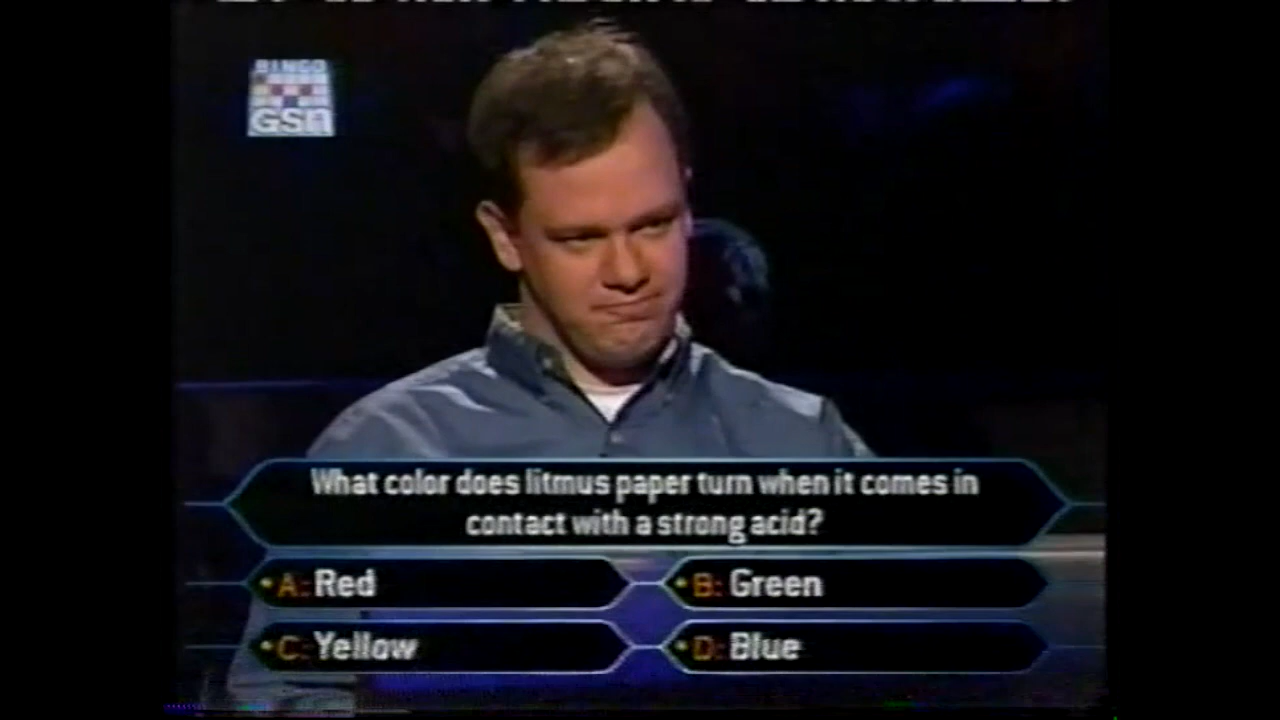 BINGO
GSN
What color does litmus paper turn when it comes in
contact with a strong acid?
A: Red
B: Green
C: Yellow
D: Blue